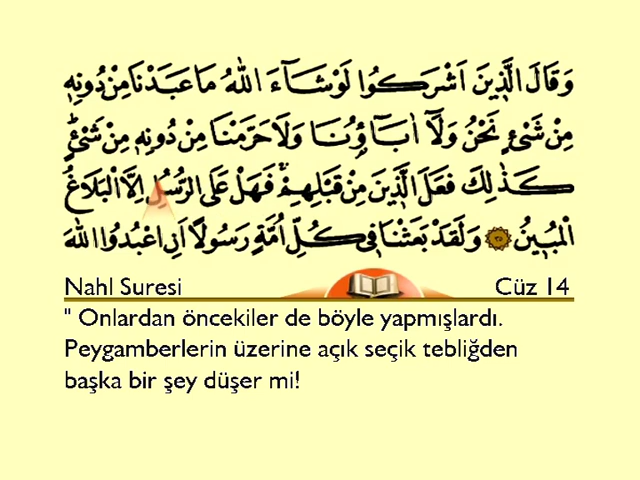 وَقَالَ الَّذٖينَ اَشْرَكُوا لَوْ شَٓاءَ اللّٰهُ مَا عَبَدْنَا مِنْ دُونِهٖ
مِنْ شَیْءٍ نَحْنُ وَلَٓا اٰبَٓاؤُ۬نَا وَلَا حَرَّمْنَا مِنْ دُونِهٖ مِنْ شَیْءٍؕ
كَذٰلِكَ فَعَلَ الَّذٖينَ مِنْ قَبْلِهِمْۚ فَهَلْ عَلَى الرُّسُلِ اِلَّا الْبَلَاغُ
الْمُبٖينُ ﴿٣٥﴾ وَلَقَدْ بَعَثْنَا فٖي كُلِّ اُمَّةٍ رَسُولًا اَنِ اعْبُدُوا اللّٰهَ
Nahl Suresi Cüz 14
" Onlardan öncekiler de böyle yapmışlardı.
Peygamberlerin üzerine açık seçik tebliğden
başka bir şey düşer mi!